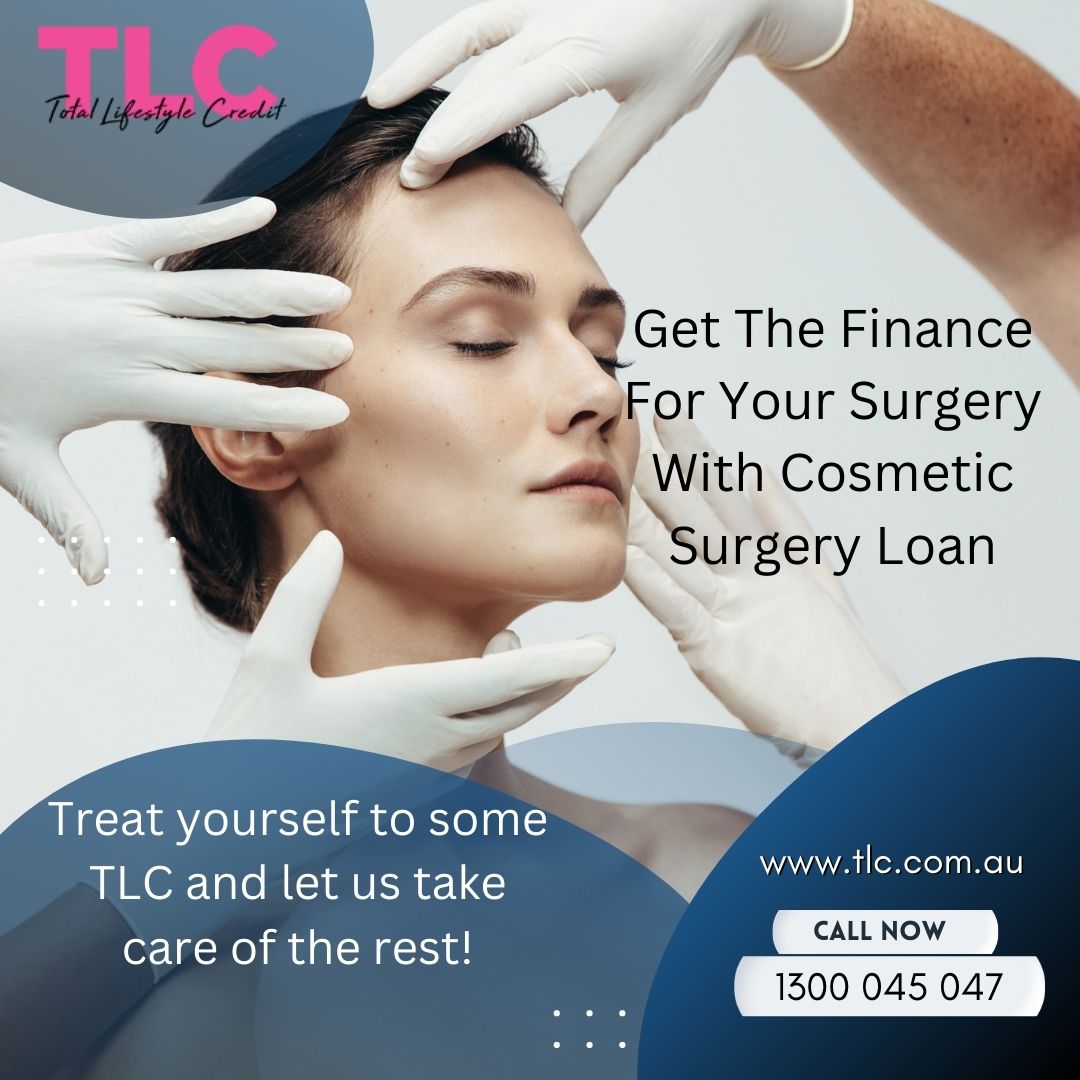 TLC
Total Lifestyle Credit
Get The Finance
For Your Surgery
With Cosmetic
Surgery Loan
Treat yourself to some
TLC and let us take
care of the rest!
www.tlc.com.au
CALL NOW
1300 045 047